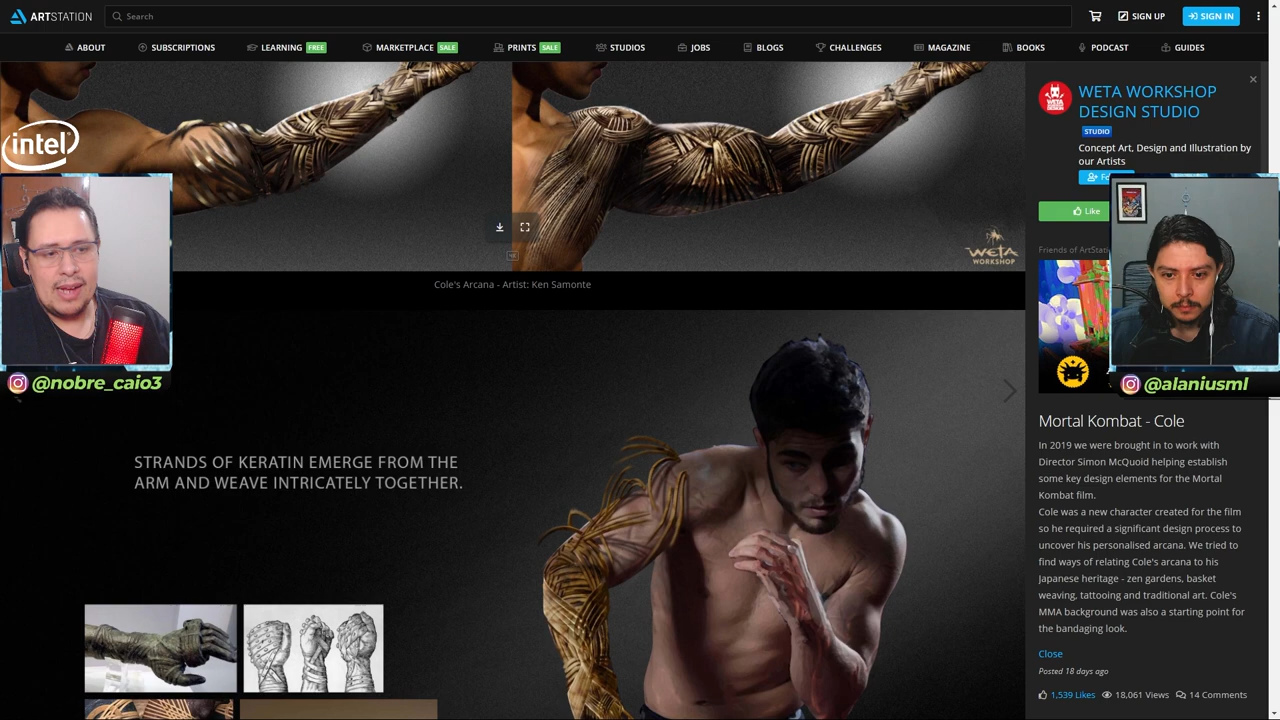 ARTSTATION
Search
SIGN UP
SIGN IN
ABOUT
SUBSCRIPTIONS
LEARNING FREE
MARKETPLACE SALE
PRINTS SALE
STUDIOS
JOBS
BLOGS
CHALLENGES
MAGAZINE
BOOKS
PODCAST
GUIDES
intel
WETA
WORKSHOP
Cole's Arcana - Artist: Ken Samonte
@nobre_caio3
STRANDS OF KERATIN EMERGE FROM THE
ARM AND WEAVE INTRICATELY TOGETHER.
WETA WORKSHOP
DESIGN STUDIO
STUDIO
Concept Art, Design and Illustration by
our Artists
Like
Friends of ArtStati
@alaniusml
Mortal Kombat - Cole
In 2019 we were brought in to work with
Director Simon McQuoid helping establish
some key design elements for the Mortal
Kombat film.
Cole was a new character created for the film
so he required a significant design process to
uncover his personalised arcana. We tried to
find ways of relating Cole's arcana to his
Japanese heritage - zen gardens, basket
weaving, tattooing and traditional art. Cole's
MMA background was also a starting point for
the bandaging look.
Close
Posted 18 days ago
1,539 Likes 18,061 Views 14 Comments